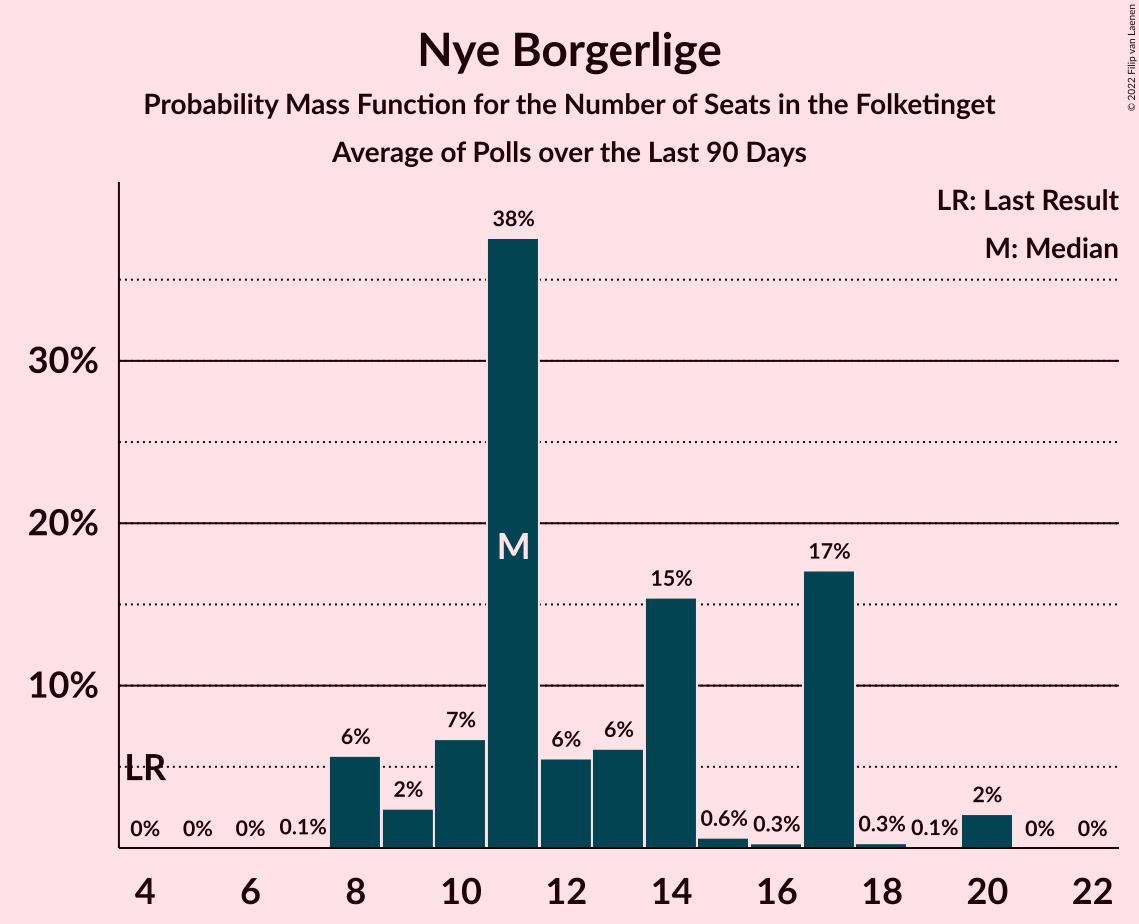 Nye Borgerlige
Probability Mass Function for the Number of Seats in the Folketinget
Average of Polls over the Last 90 Days
© 2022 Filip van Laenen
LR: Last Result
M: Median
30%
20%
10%
LR
M
0% 0% 0% 0.1% 6% 2% 7% 38% 6% 6% 15% 0.6% 0.3% 17% 0.3% 0.1% 2% 0% 0%
4 6 8 10 12 14 16 18 20 22